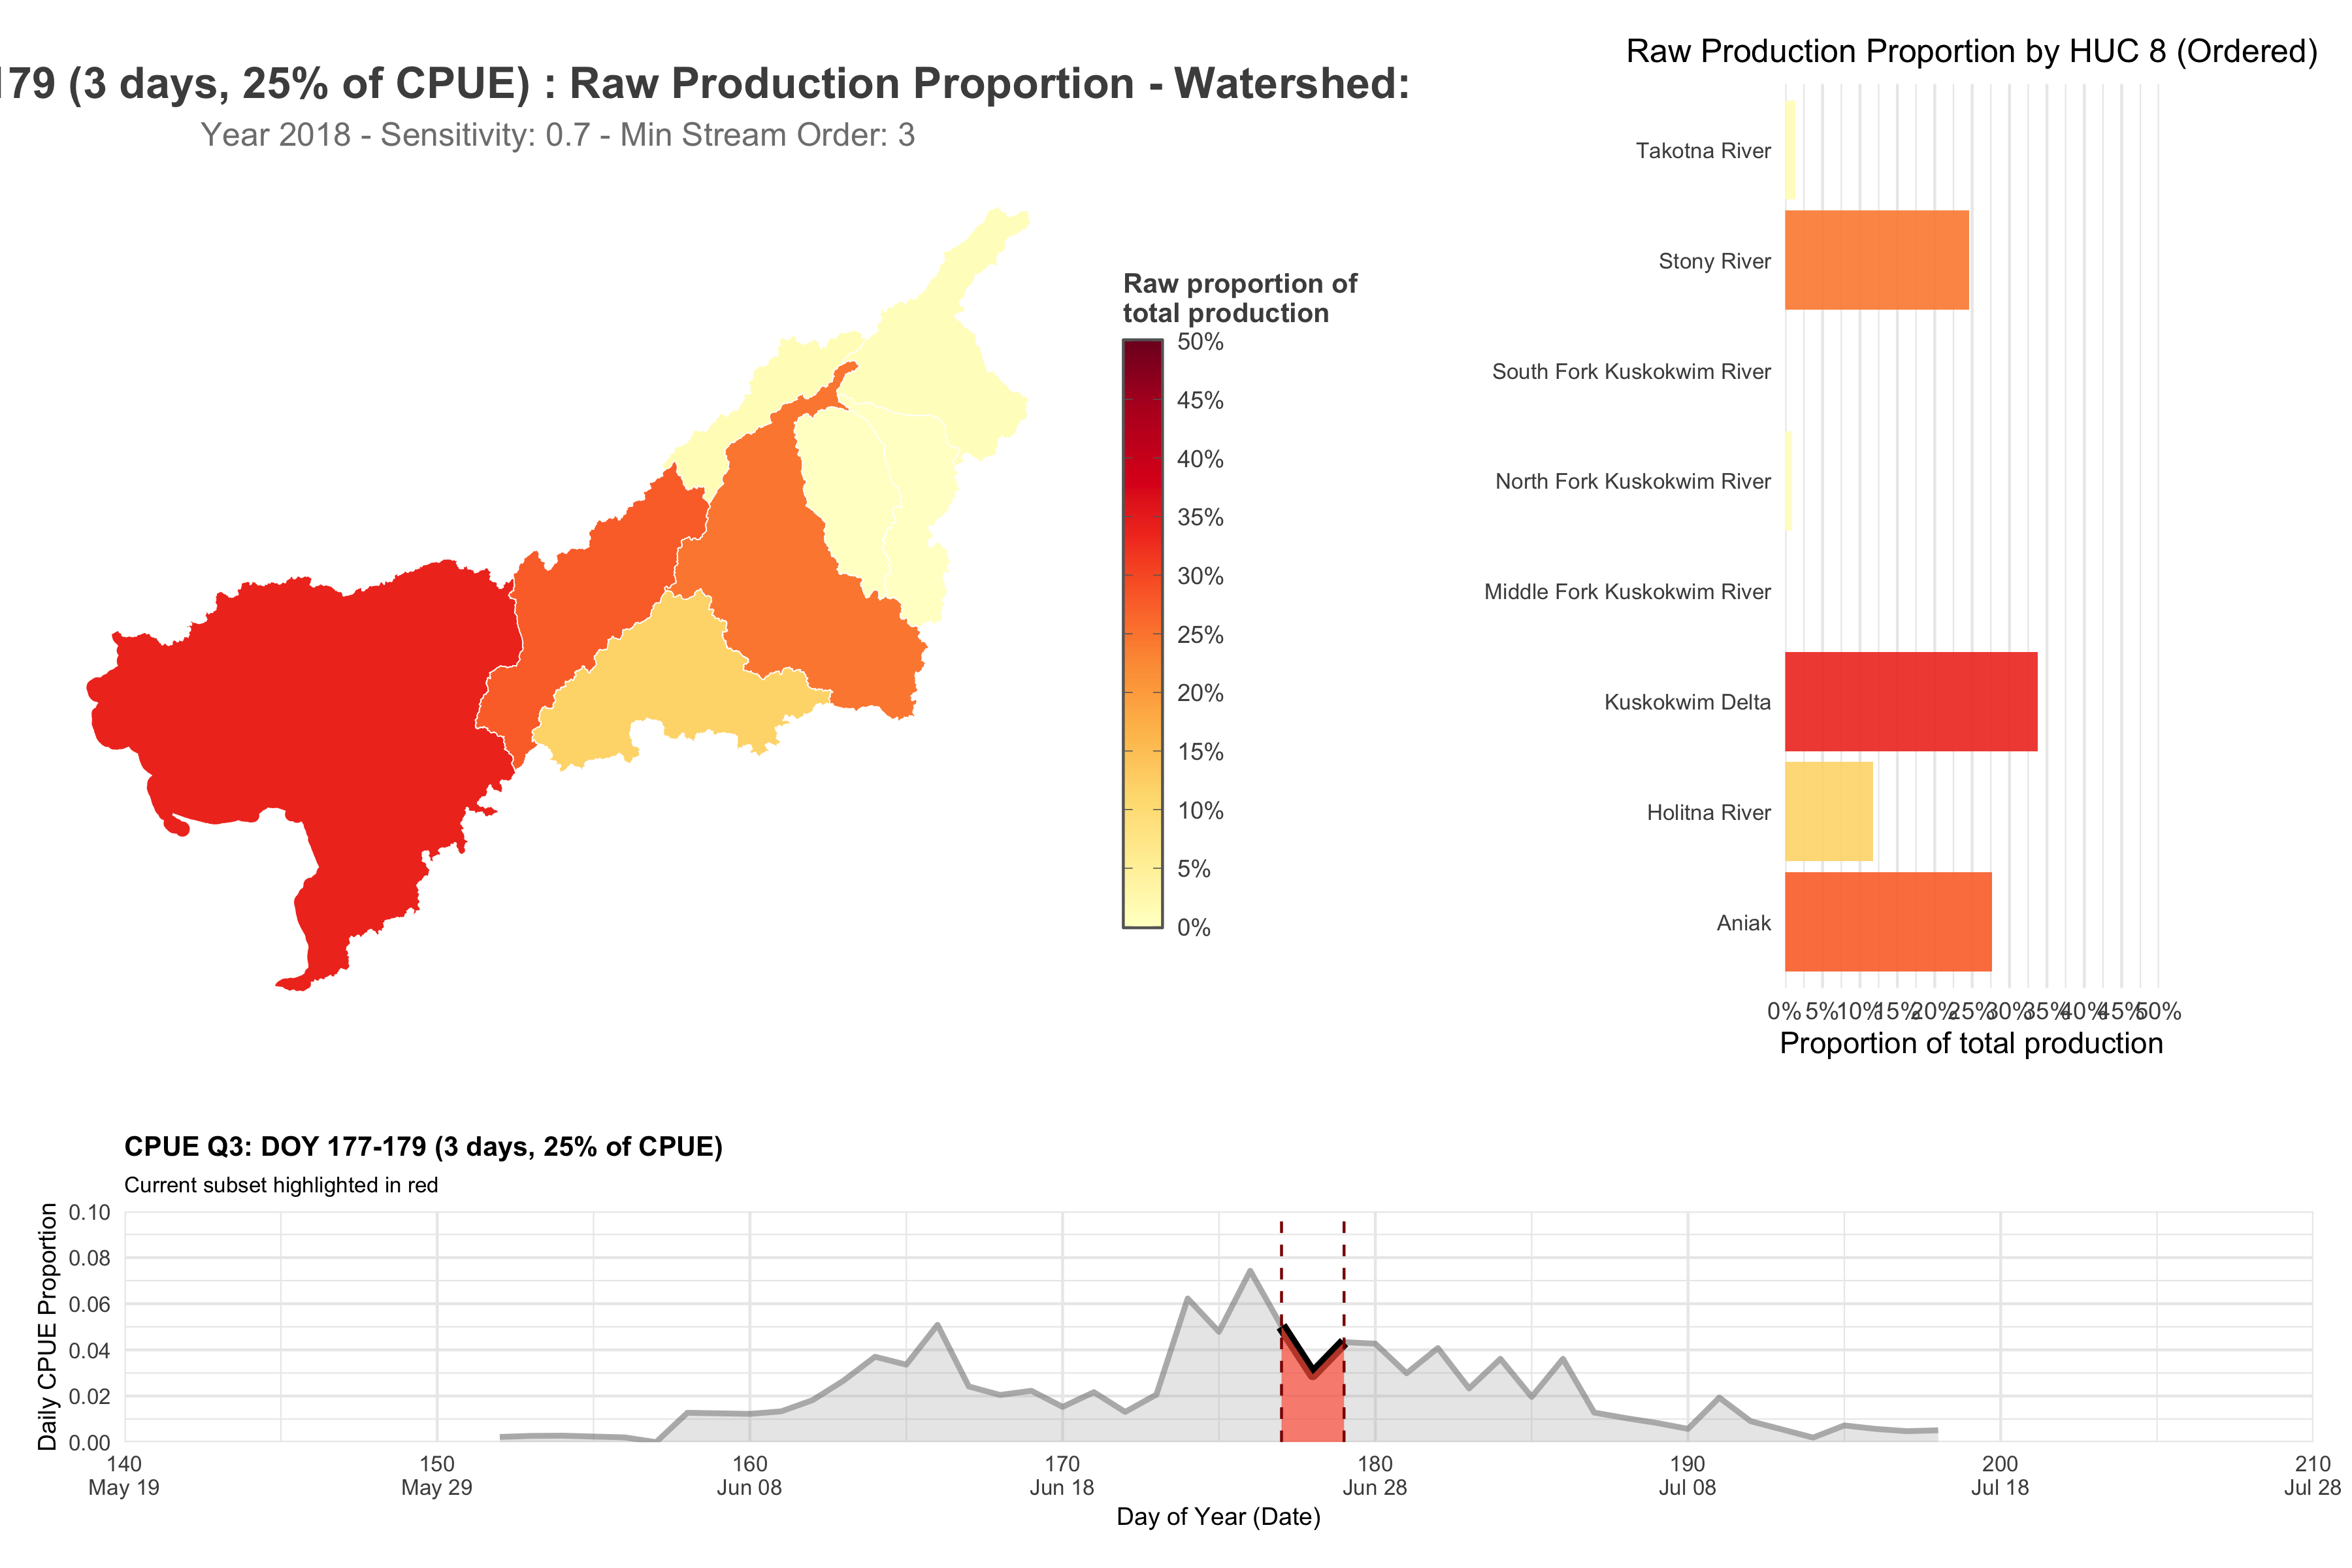 179 (3 days, 25% of CPUE) : Raw Production Proportion - Watershed:
Year 2018 - Sensitivity: 0.7 - Min Stream Order: 3
Raw proportion of
total production
50%
45%
40%
35%
30%
25%
20%
15%
10%
5%
0%
Raw Production Proportion by HUC 8 (Ordered)
Takotna River
Stony River
South Fork Kuskokwim River
North Fork Kuskokwim River
Middle Fork Kuskokwim River
Kuskokwim Delta
Holitna River
Aniak
0% 5% 10% 15% 20% 25% 30% 35% 40% 45% 50%
Proportion of total production
CPUE Q3: DOY 177-179 (3 days, 25% of CPUE)
Current subset highlighted in red
Daily CPUE Proportion
0.10
0.08
0.06
0.04
0.02
0.00
140 150 160 170 180 190 200 210
May 19 May 29 Jun 08 Jun 18 Jun 28 Jul 08 Jul 18 Jul 28
Day of Year (Date)